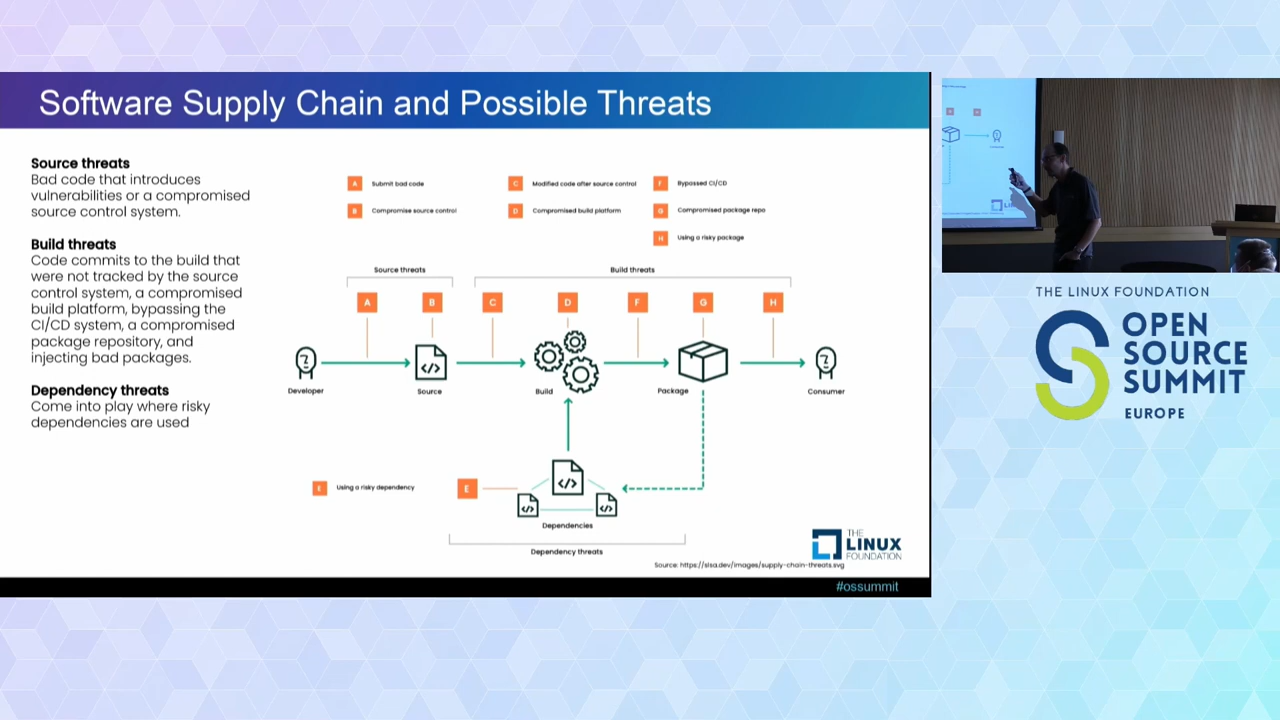 Software Supply Chain and Possible Threats
Source threats
Bad code that introduces
vulnerabilities or a compromised
source control system.
Build threats
Code commits to the build that
were not tracked by the source
control system, a compromised
build platform, bypassing the
CI/CD system, a compromised
package repository, and
injecting bad packages.
Dependency threats
Come into play where risky
dependencies are used
A Submit bad code
B Compromise source control
C Modified code after source control
D Compromised build platform
F Bypassed CI/CD
G Compromised package repo
H Using a risky package
Source threats
Build threats
A
B
C
D
F
G
H
</>
Developer
Source
Build
Package
Consumer
E Using a risky dependency
E
</>
</>
</>
Dependencies
Dependency threats
THE
LINUX
FOUNDATION
Source: https://slsa.dev/images/supply-chain-threats.svg
#ossummit
THE LINUX FOUNDATION
OPEN
SOURCE
SUMMIT
EUROPE